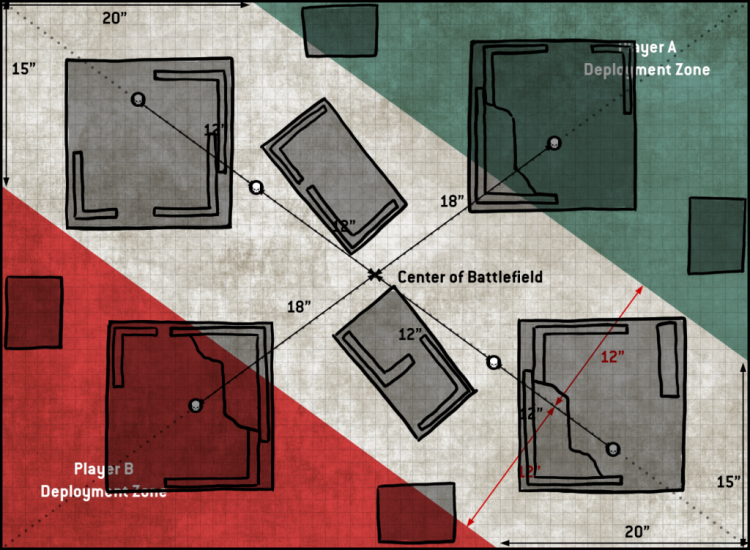 20”
Player A
Deployment Zone
15”
12”
18”
12”
Center of Battlefield
18”
12”
12”
12”
12”
Player B
Deployment Zone
15”
20”